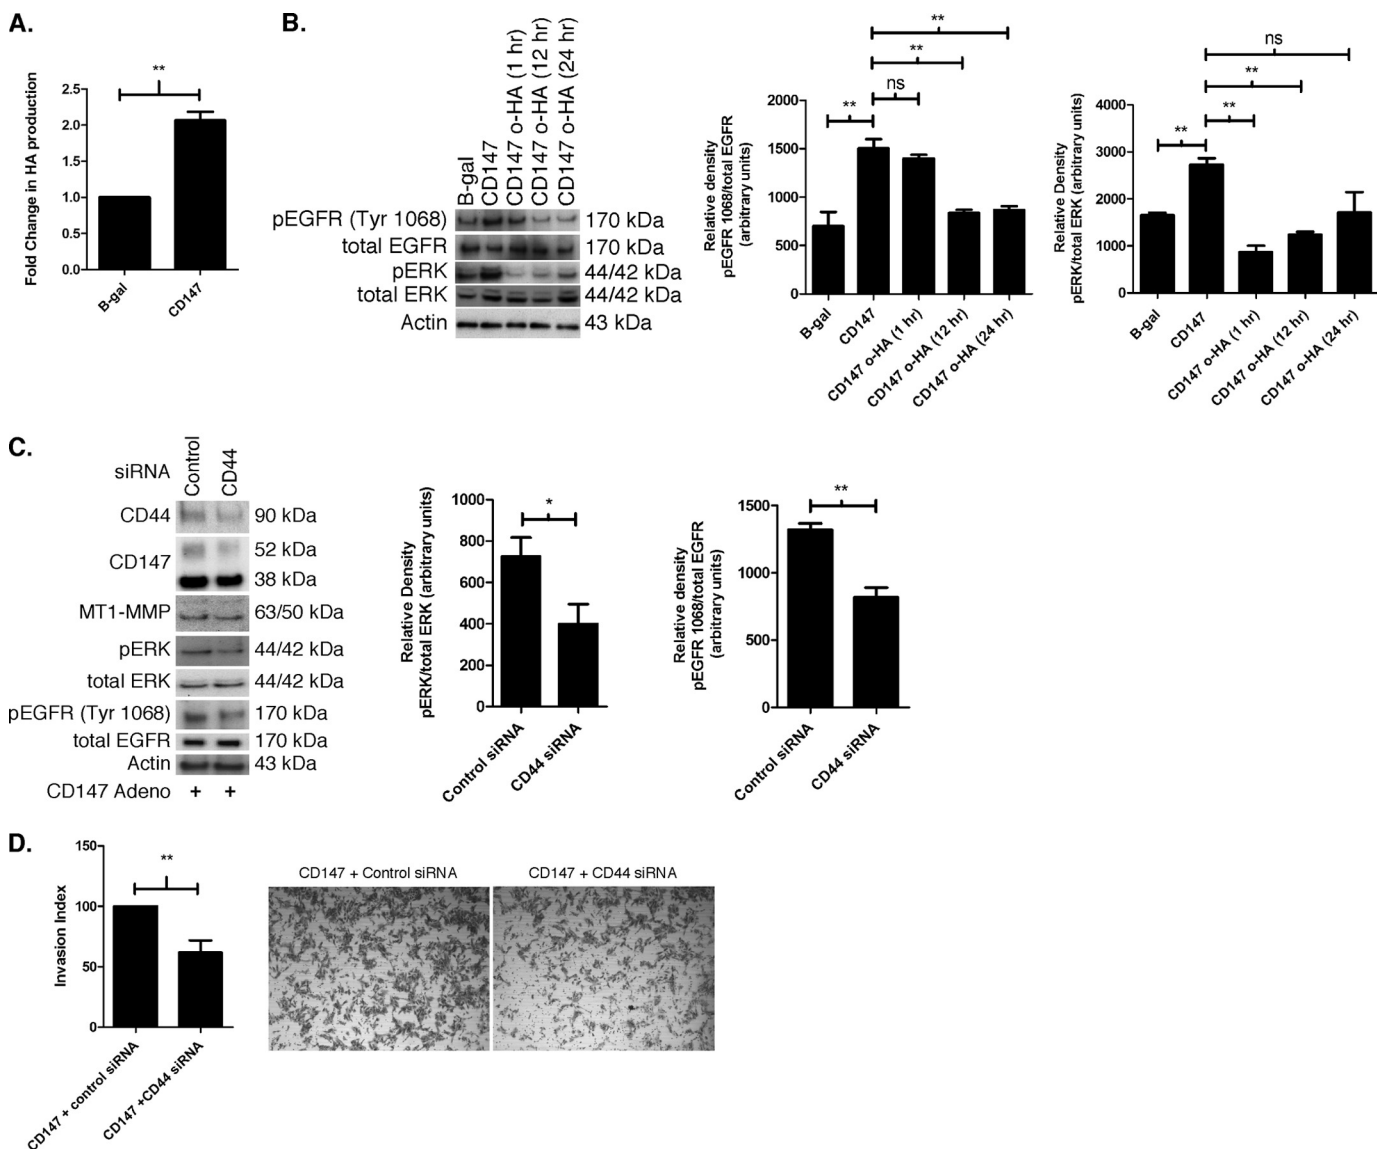 A.
**
Fold Change in HA production
2.5
2.0
1.5
1.0
0.5
0.0
B-gal
CD147
B.
B-gal
CD147
CD147 o-HA (1 hr)
CD147 o-HA (12 hr)
CD147 o-HA (24 hr)
pEGFR (Tyr 1068) 170 kDa
total EGFR 170 kDa
pERK 44/42 kDa
total ERK 44/42 kDa
Actin 43 kDa
**
**
ns
**
Relative density
pEGFR 1068/total EGFR
(arbitrary units)
2000
1500
1000
500
0
B-gal
CD147
CD147 o-HA (1 hr)
CD147 o-HA (12 hr)
CD147 o-HA (24 hr)
ns
**
**
**
Relative Density
pERK/total ERK (arbitrary units)
4000
3000
2000
1000
0
B-gal
CD147
CD147 o-HA (1 hr)
CD147 o-HA (12 hr)
CD147 o-HA (24 hr)
C.
siRNA
Control
CD44
CD44 90 kDa
CD147 52 kDa
38 kDa
MT1-MMP 63/50 kDa
pERK 44/42 kDa
total ERK 44/42 kDa
pEGFR (Tyr 1068) 170 kDa
total EGFR 170 kDa
Actin 43 kDa
CD147 Adeno + +
*
Relative Density
pERK/total ERK (arbitrary units)
1000
800
600
400
200
0
Control siRNA
CD44 siRNA
**
Relative density
pEGFR 1068/total EGFR
(arbitrary units)
1500
1000
500
0
Control siRNA
CD44 siRNA
D.
**
Invasion Index
150
100
50
0
CD147 + control siRNA
CD147 +CD44 siRNA
CD147 + Control siRNA
CD147 + CD44 siRNA